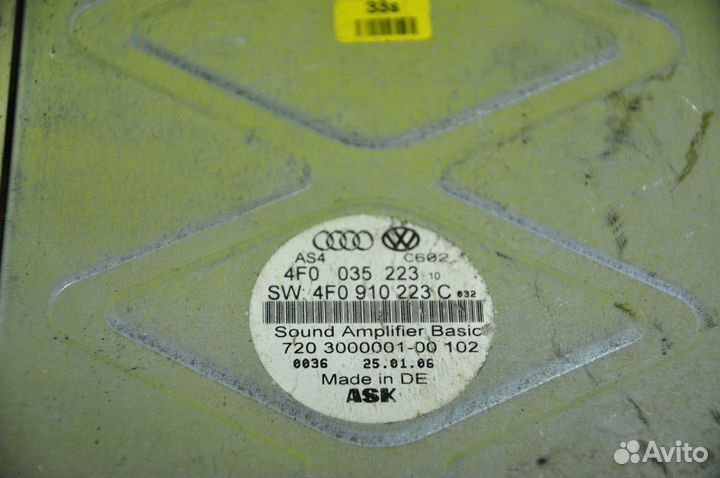 33s
AS4 C602
4F0 035 223 10
SW: 4F0 910 223 C 032
Sound Amplifier Basic
720 3000001-00 102
0036 25.01.06
Made in DE
ASK
Avito